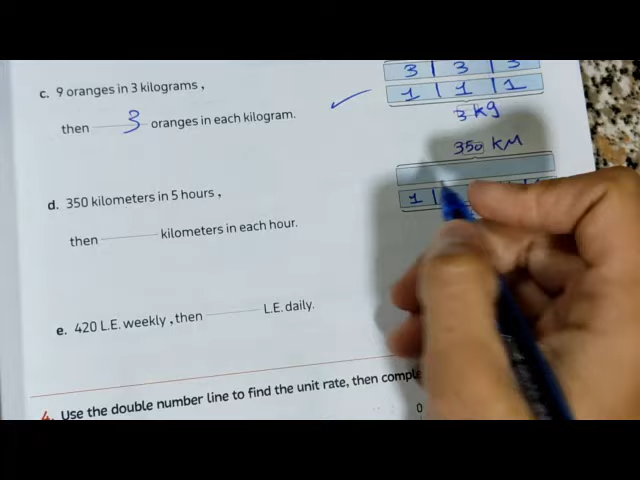 3 | 3 | 3
c. 9 oranges in 3 kilograms,
1 | 1 | 1
then 3 oranges in each kilogram.
3 kg
350 KM
d. 350 kilometers in 5 hours,
1 |
then ______ kilometers in each hour.
e. 420 L.E. weekly, then ______ L.E. daily.
4. Use the double number line to find the unit rate, then
0